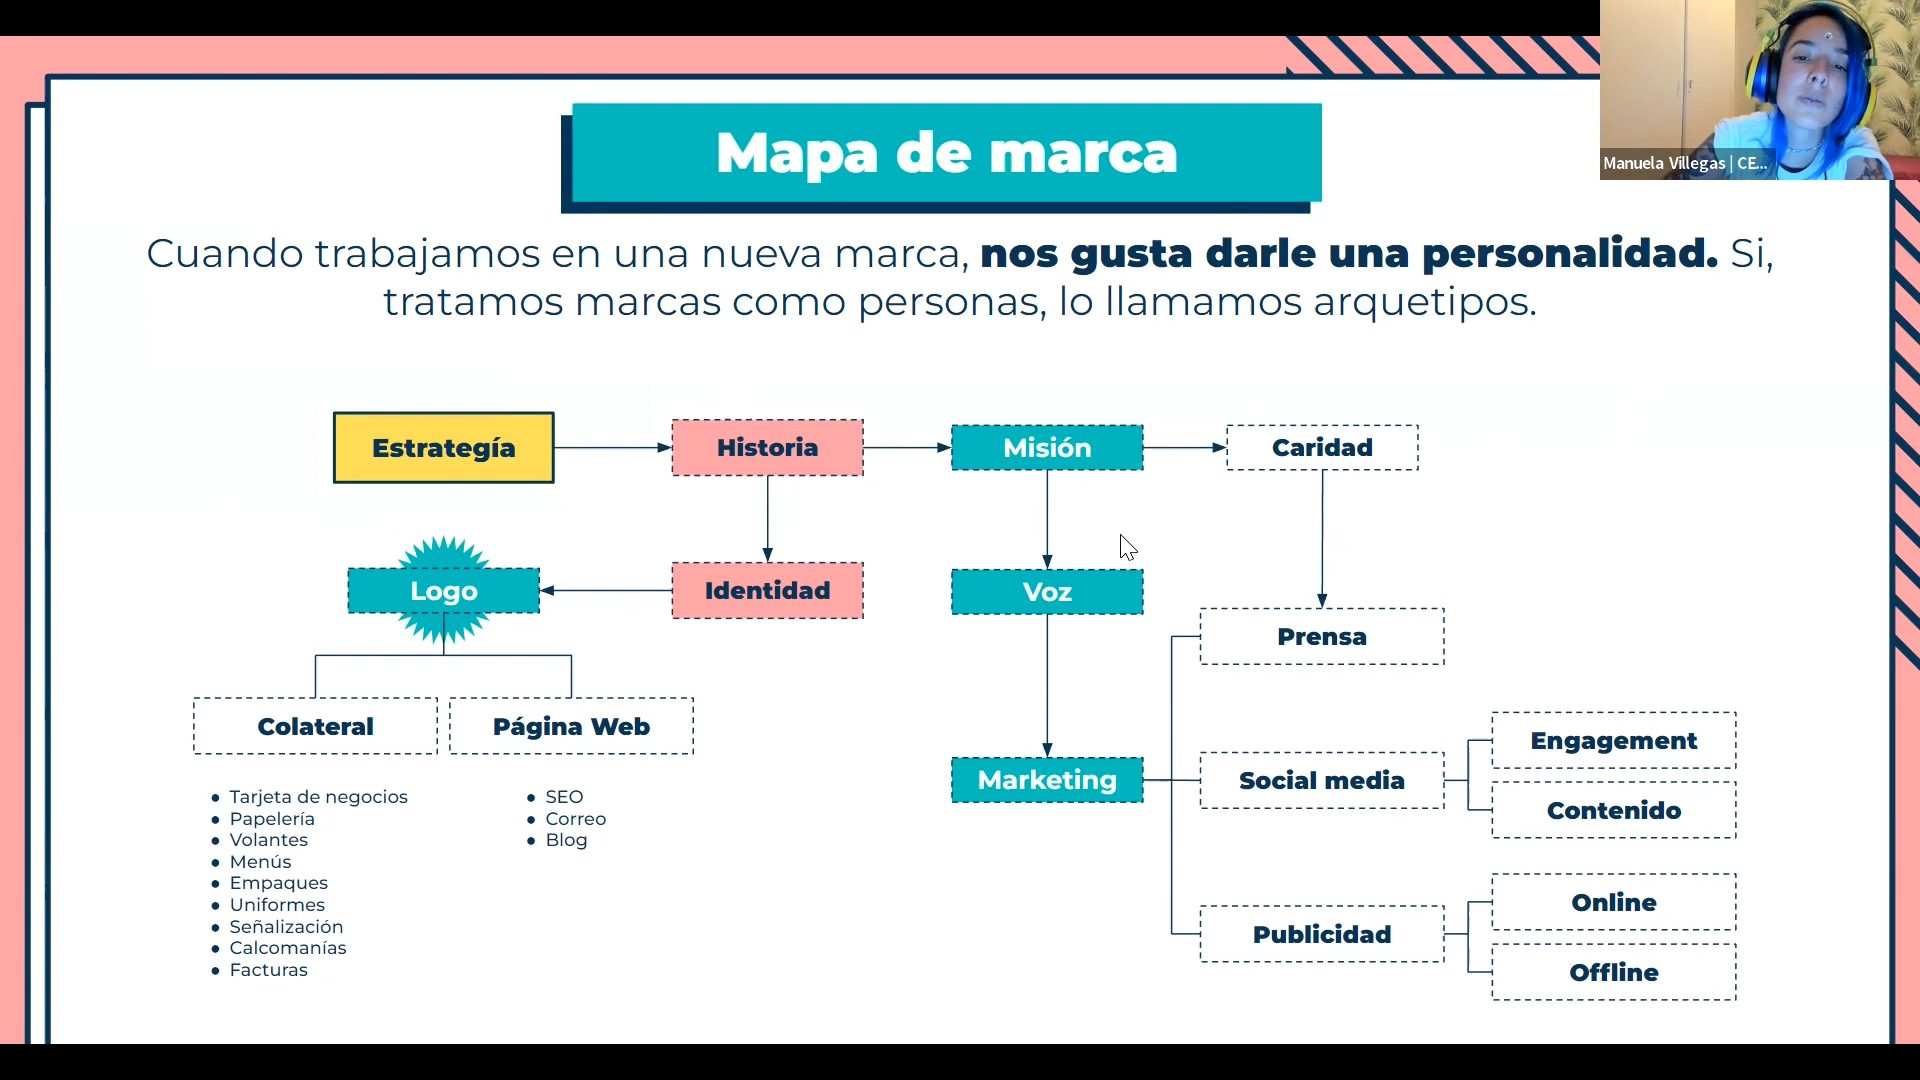 Mapa de marca
Manuela Villegas | CE...
Cuando trabajamos en una nueva marca, nos gusta darle una personalidad. Si,
tratamos marcas como personas, lo llamamos arquetipos.
Estrategía
Historia
Misión
Caridad
Logo
Identidad
Voz
Prensa
Colateral
Página Web
Marketing
Social media
Engagement
Contenido
Publicidad
Online
Offline
● Tarjeta de negocios
● Papelería
● Volantes
● Menús
● Empaques
● Uniformes
● Señalización
● Calcomanías
● Facturas
● SEO
● Correo
● Blog